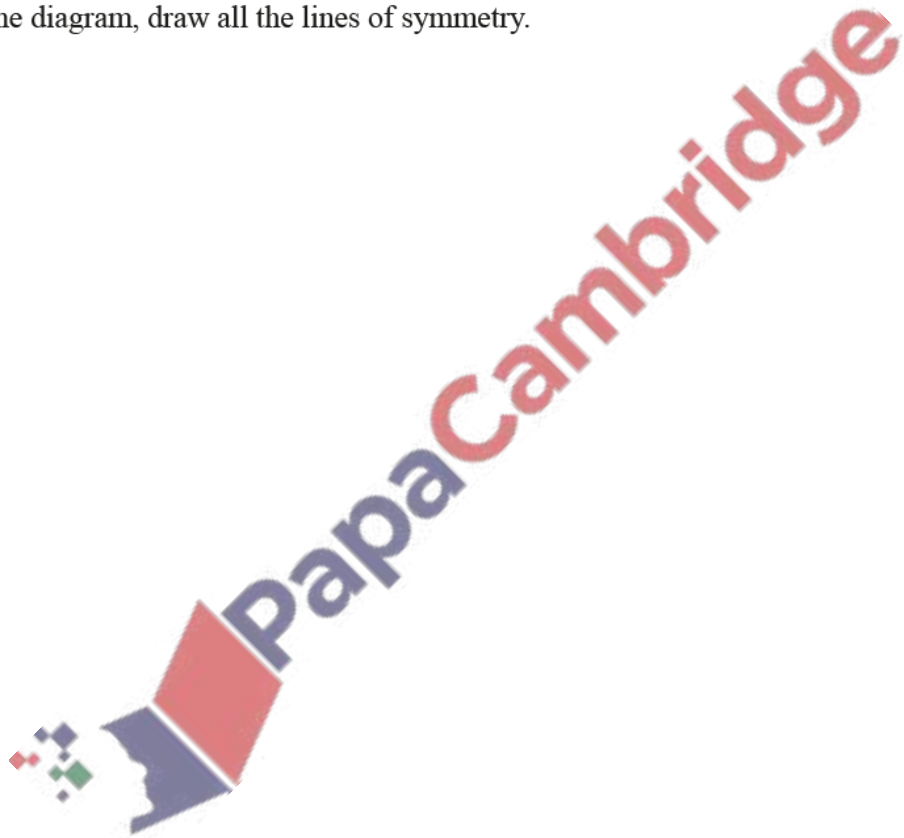 he diagram, draw all the lines of symmetry.
PapaCambridge